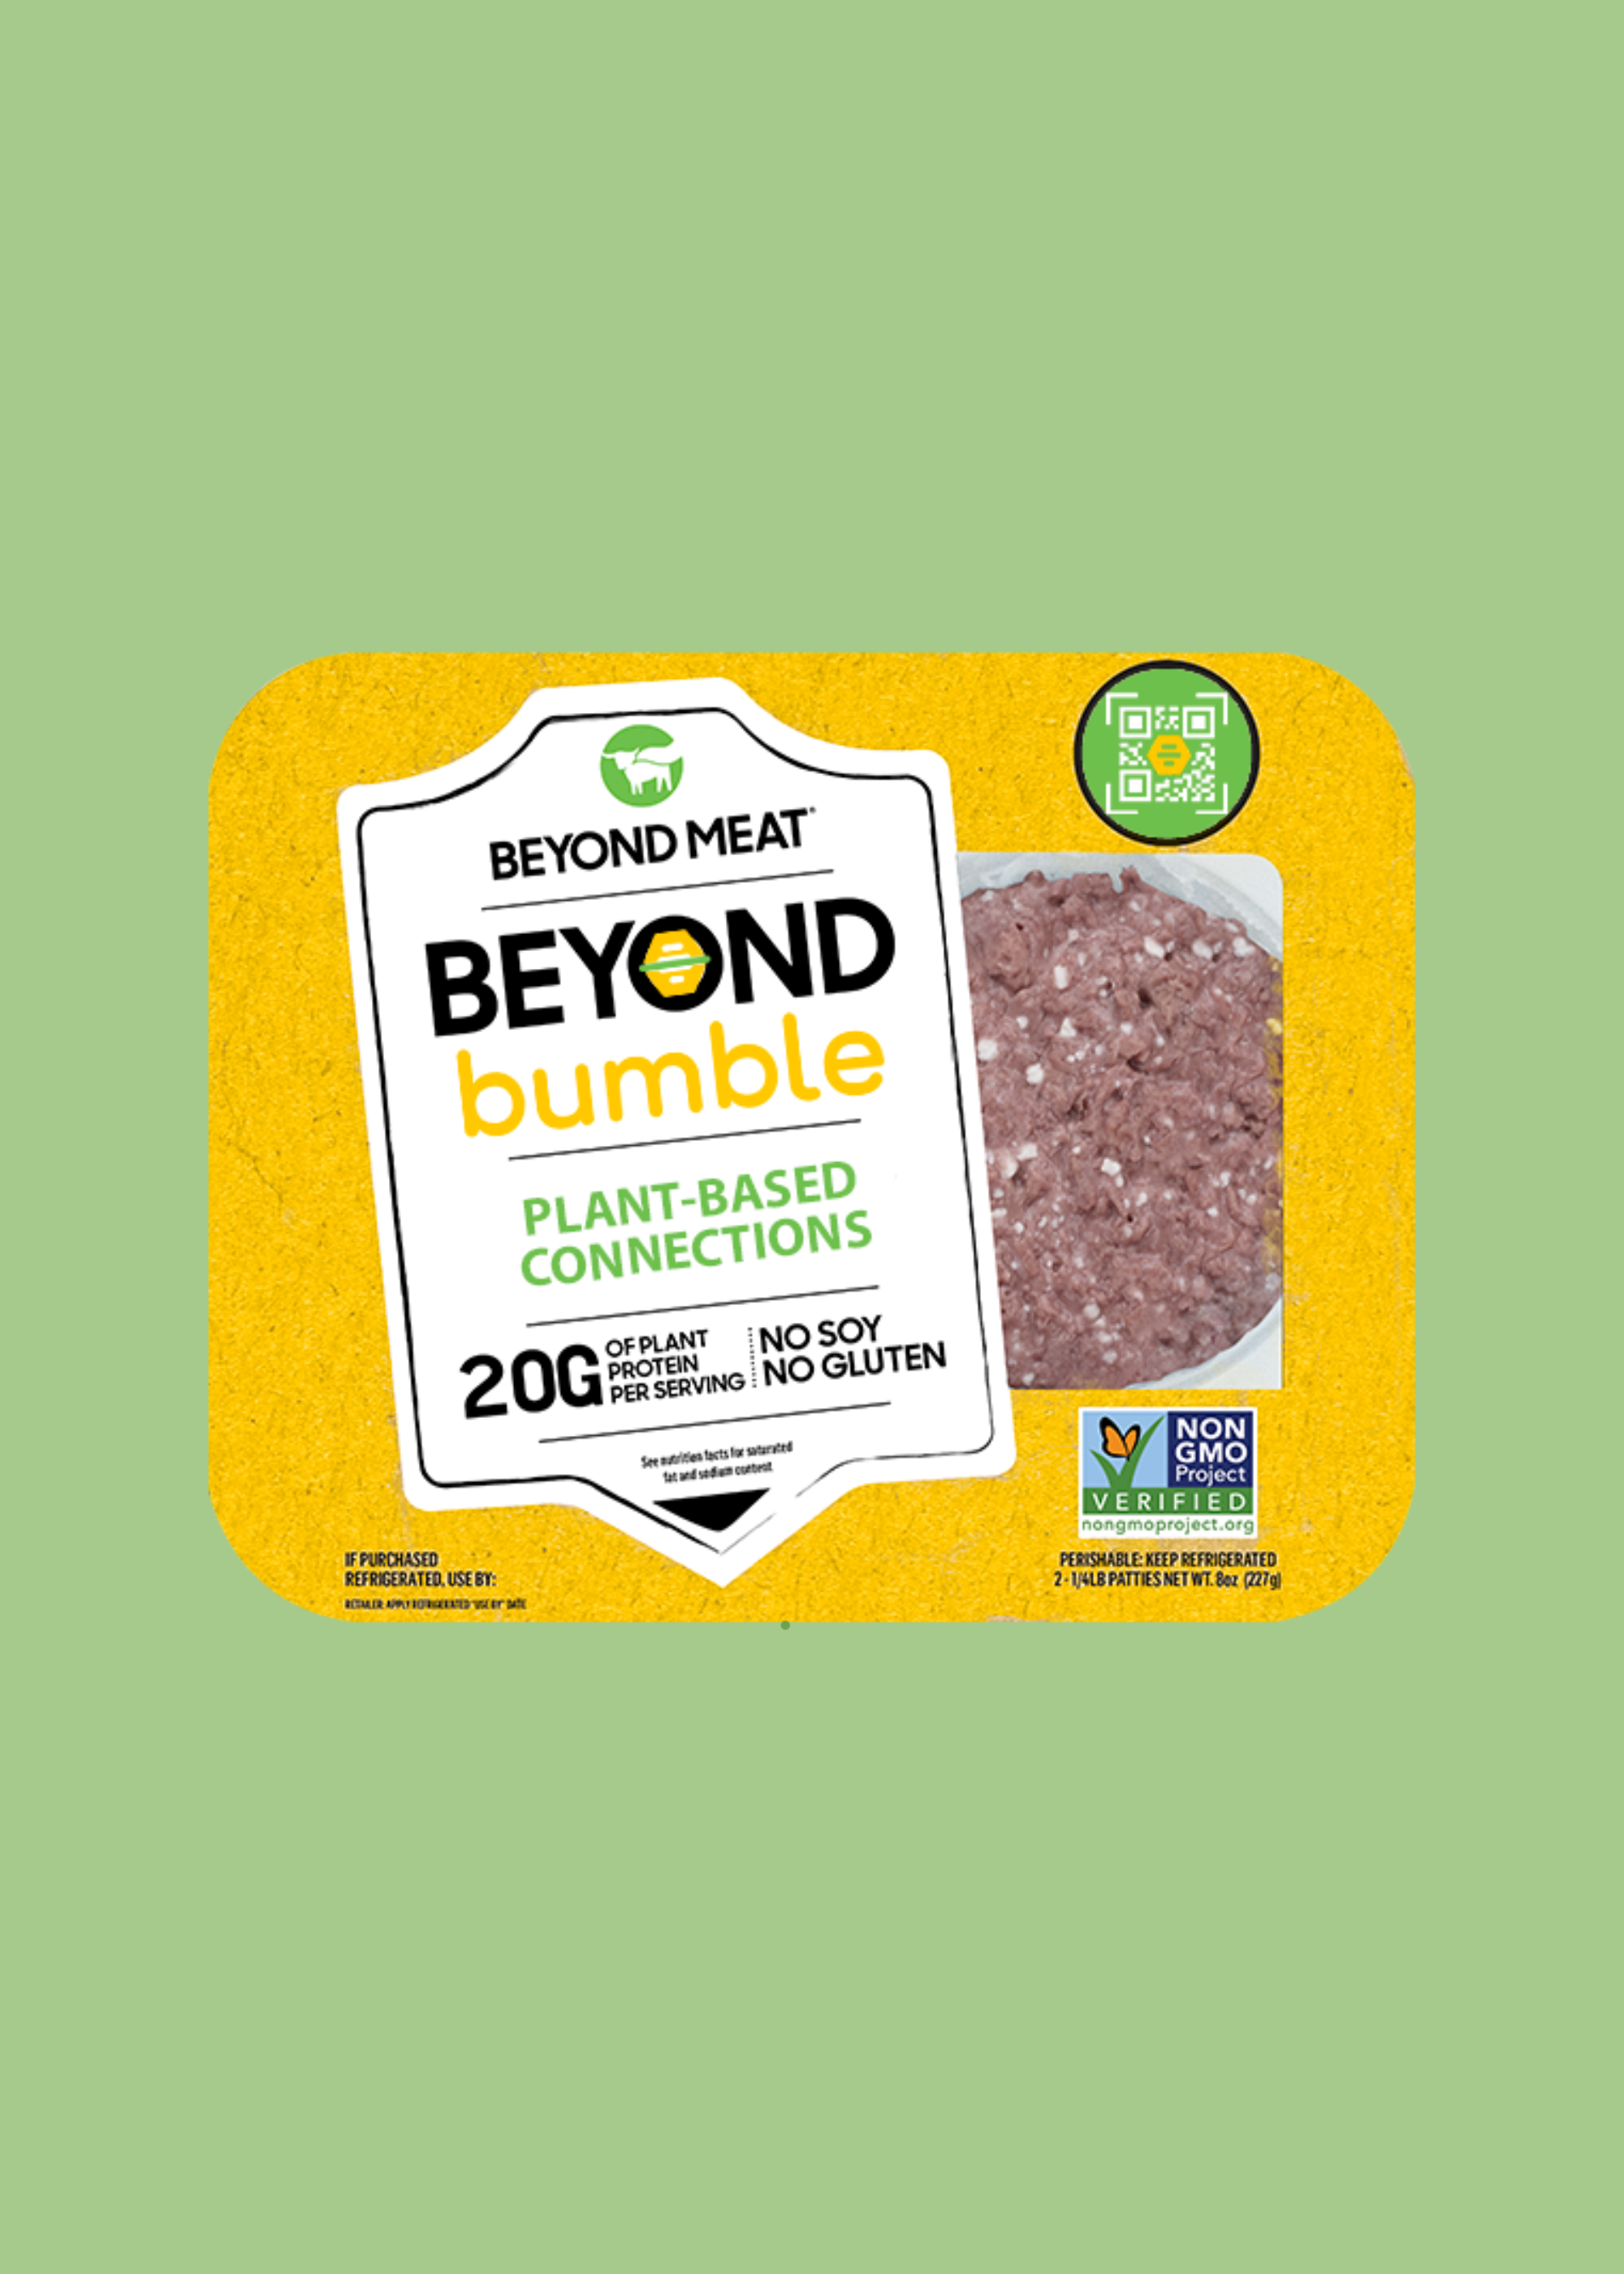 BEYOND MEAT®
BEYOND
bumble
PLANT-BASED
CONNECTIONS
20G
OF PLANT
PROTEIN
PER SERVING
NO SOY
NO GLUTEN
See nutrition facts for saturated
fat and sodium content
NON
GMO
Project
VERIFIED
nongmoproject.org
IF PURCHASED
REFRIGERATED, USE BY:
RETAILER: APPLY REFRIGERATED "USE BY" DATE
PERISHABLE: KEEP REFRIGERATED
2 - 1/4LB PATTIES NET WT. 8oz (227g)